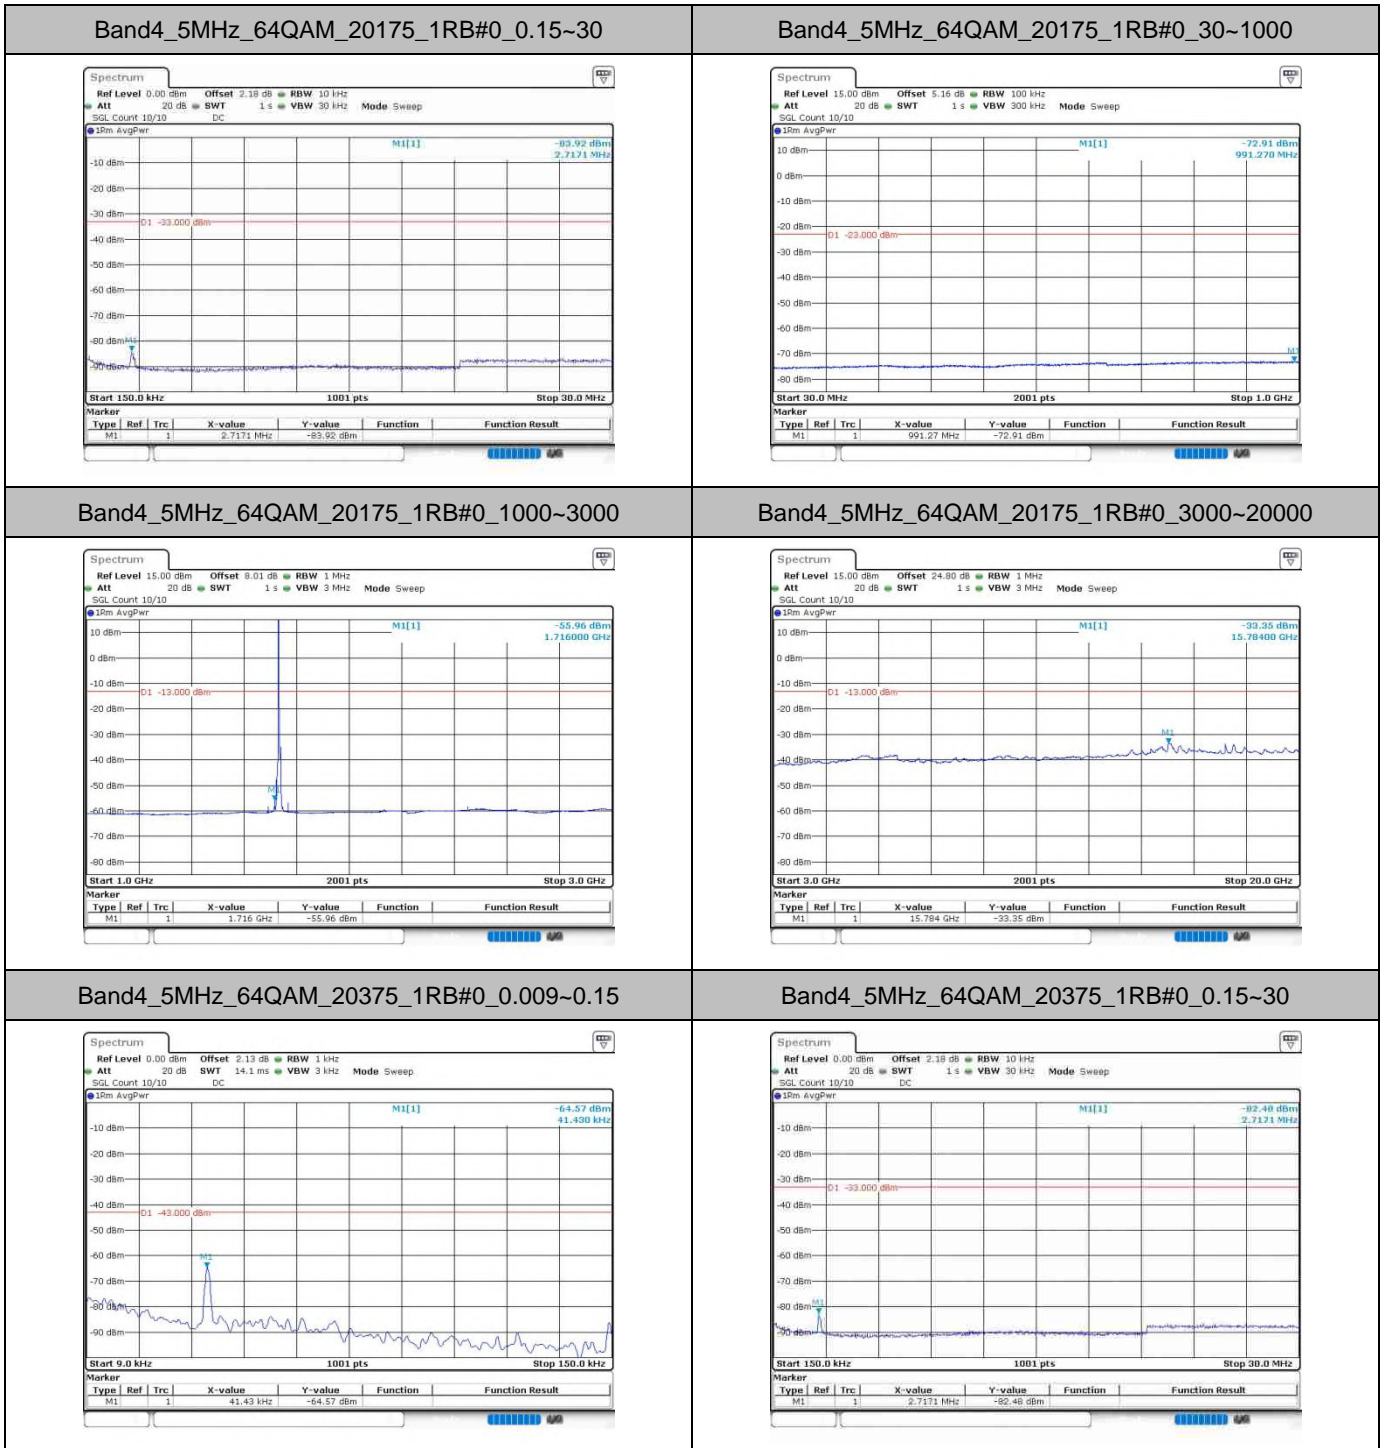 Band4_5MHz_64QAM_20175_1RB#0_0.15~30
Spectrum
Ref Level 0.00 dBm Offset 2.18 dB RBW 10 kHz
Att 20 dB SWT 1 s VBW 30 kHz Mode Sweep
SGL Count 10/10 DC
1Rm AvgPwr
M1[1] -83.92 dBm
2.7171 MHz
-10 dBm
-20 dBm
-30 dBm
D1 -33.000 dBm
-40 dBm
-50 dBm
-60 dBm
-70 dBm
-80 dBm
M1
-90 dBm
Start 150.0 kHz 1001 pts Stop 30.0 MHz
Marker
Type Ref Trc X-value Y-value Function Function Result
M1 1 2.7171 MHz -83.92 dBm
Band4_5MHz_64QAM_20175_1RB#0_30~1000
Spectrum
Ref Level 15.00 dBm Offset 5.16 dB RBW 100 kHz
Att 20 dB SWT 1 s VBW 300 kHz Mode Sweep
SGL Count 10/10
1Rm AvgPwr
M1[1] -72.91 dBm
991.270 MHz
10 dBm
0 dBm
-10 dBm
-20 dBm
D1 -23.000 dBm
-30 dBm
-40 dBm
-50 dBm
-60 dBm
-70 dBm
M1
-80 dBm
Start 30.0 MHz 2001 pts Stop 1.0 GHz
Marker
Type Ref Trc X-value Y-value Function Function Result
M1 1 991.27 MHz -72.91 dBm
Band4_5MHz_64QAM_20175_1RB#0_1000~3000
Spectrum
Ref Level 15.00 dBm Offset 8.01 dB RBW 1 MHz
Att 20 dB SWT 1 s VBW 3 MHz Mode Sweep
SGL Count 10/10
1Rm AvgPwr
M1[1] -55.96 dBm
1.716000 GHz
10 dBm
0 dBm
-10 dBm
D1 -13.000 dBm
-20 dBm
-30 dBm
-40 dBm
-50 dBm
M1
-60 dBm
-70 dBm
-80 dBm
Start 1.0 GHz 2001 pts Stop 3.0 GHz
Marker
Type Ref Trc X-value Y-value Function Function Result
M1 1 1.716 GHz -55.96 dBm
Band4_5MHz_64QAM_20175_1RB#0_3000~20000
Spectrum
Ref Level 15.00 dBm Offset 24.80 dB RBW 1 MHz
Att 20 dB SWT 1 s VBW 3 MHz Mode Sweep
SGL Count 10/10
1Rm AvgPwr
M1[1] -33.35 dBm
15.78400 GHz
10 dBm
0 dBm
-10 dBm
D1 -13.000 dBm
-20 dBm
-30 dBm
M1
-40 dBm
-50 dBm
-60 dBm
-70 dBm
-80 dBm
Start 3.0 GHz 2001 pts Stop 20.0 GHz
Marker
Type Ref Trc X-value Y-value Function Function Result
M1 1 15.784 GHz -33.35 dBm
Band4_5MHz_64QAM_20375_1RB#0_0.009~0.15
Spectrum
Ref Level 0.00 dBm Offset 2.13 dB RBW 1 kHz
Att 20 dB SWT 14.1 ms VBW 3 kHz Mode Sweep
SGL Count 10/10 DC
1Rm AvgPwr
M1[1] -64.57 dBm
41.430 kHz
-10 dBm
-20 dBm
-30 dBm
-40 dBm
D1 -43.000 dBm
-50 dBm
-60 dBm
M1
-70 dBm
-80 dBm
-90 dBm
Start 9.0 kHz 1001 pts Stop 150.0 kHz
Marker
Type Ref Trc X-value Y-value Function Function Result
M1 1 41.43 kHz -64.57 dBm
Band4_5MHz_64QAM_20375_1RB#0_0.15~30
Spectrum
Ref Level 0.00 dBm Offset 2.18 dB RBW 10 kHz
Att 20 dB SWT 1 s VBW 30 kHz Mode Sweep
SGL Count 10/10 DC
1Rm AvgPwr
M1[1] -82.48 dBm
2.7171 MHz
-10 dBm
-20 dBm
-30 dBm
D1 -33.000 dBm
-40 dBm
-50 dBm
-60 dBm
-70 dBm
-80 dBm
M1
-90 dBm
Start 150.0 kHz 1001 pts Stop 30.0 MHz
Marker
Type Ref Trc X-value Y-value Function Function Result
M1 1 2.7171 MHz -82.48 dBm